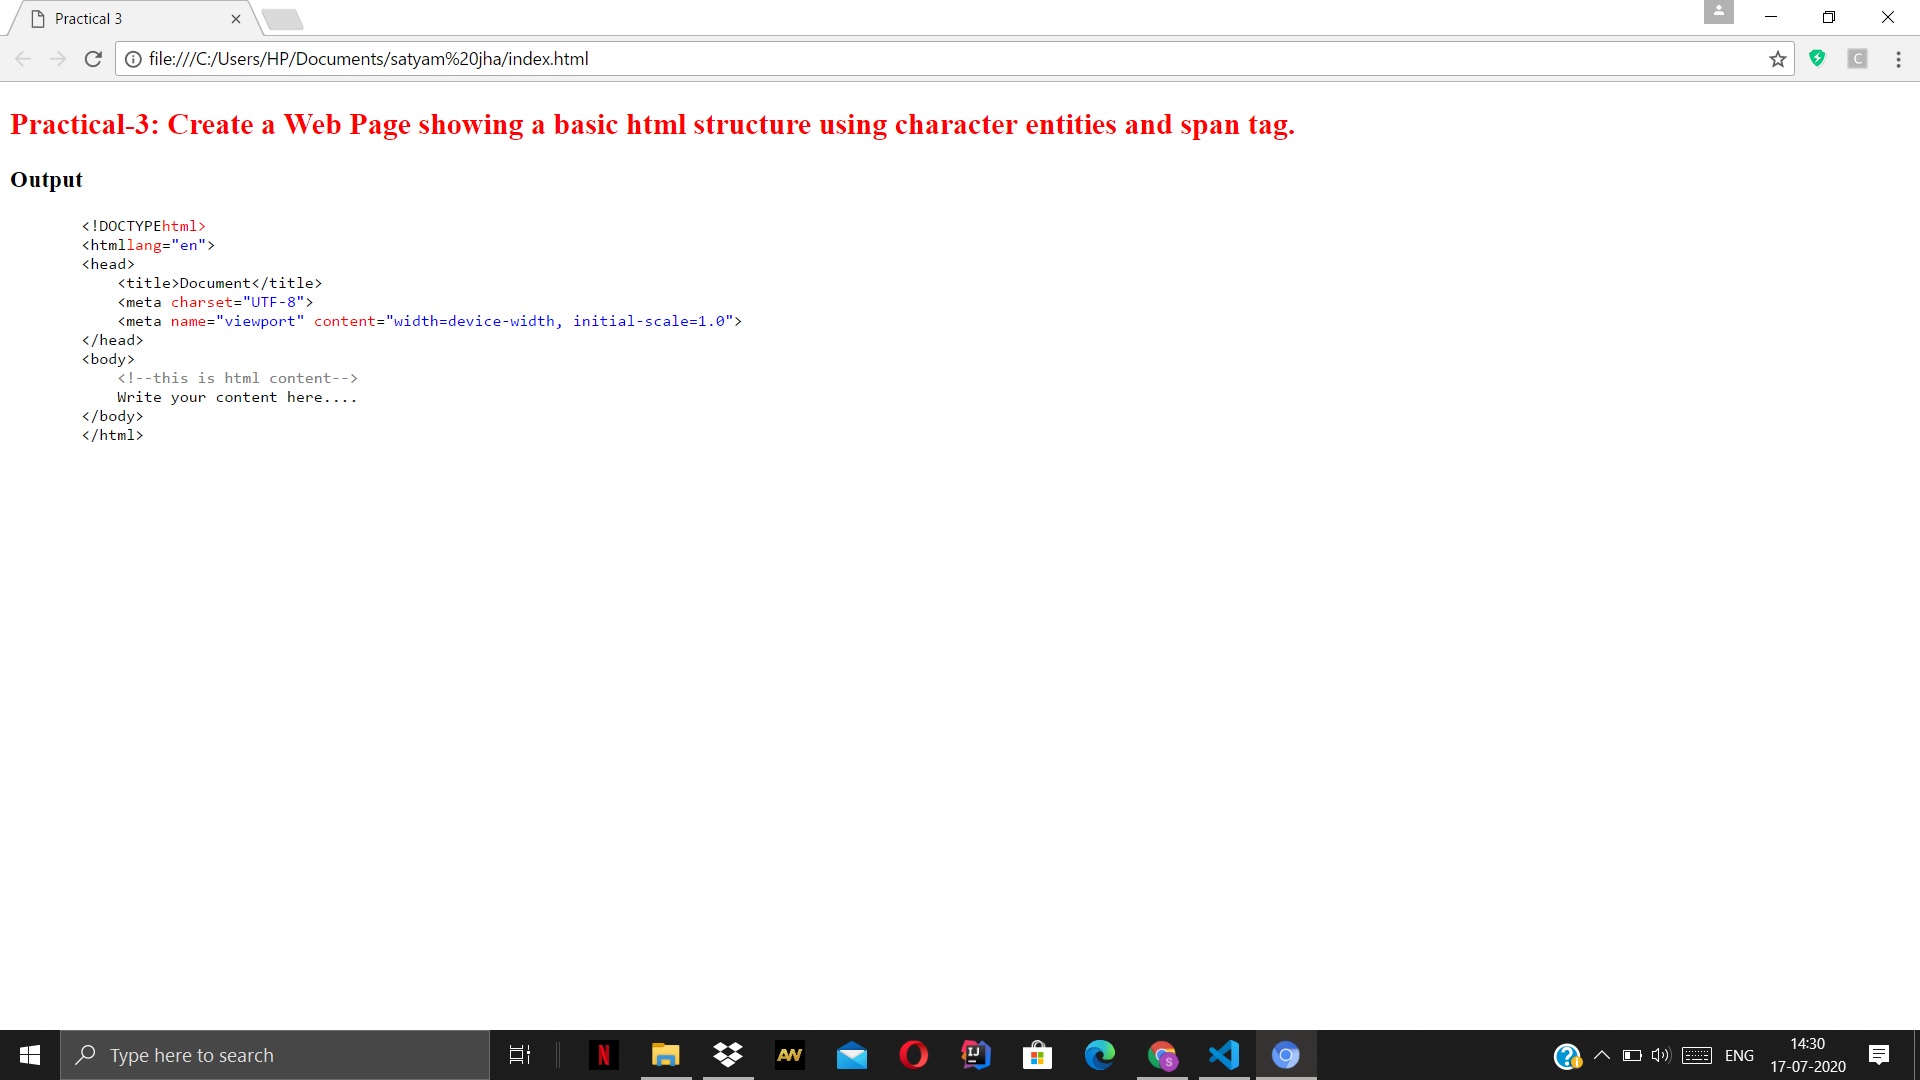 Practical 3
file:///C:/Users/HP/Documents/satyam%20jha/index.html
C
Practical-3: Create a Web Page showing a basic html structure using character entities and span tag.
Output
<!DOCTYPEhtml>
<htmllang="en">
<head>
    <title>Document</title>
    <meta charset="UTF-8">
    <meta name="viewport" content="width=device-width, initial-scale=1.0">
</head>
<body>
    <!--this is html content-->
    Write your content here....
</body>
</html>
Type here to search
N
AW
IJ
S
ENG
14:30
17-07-2020